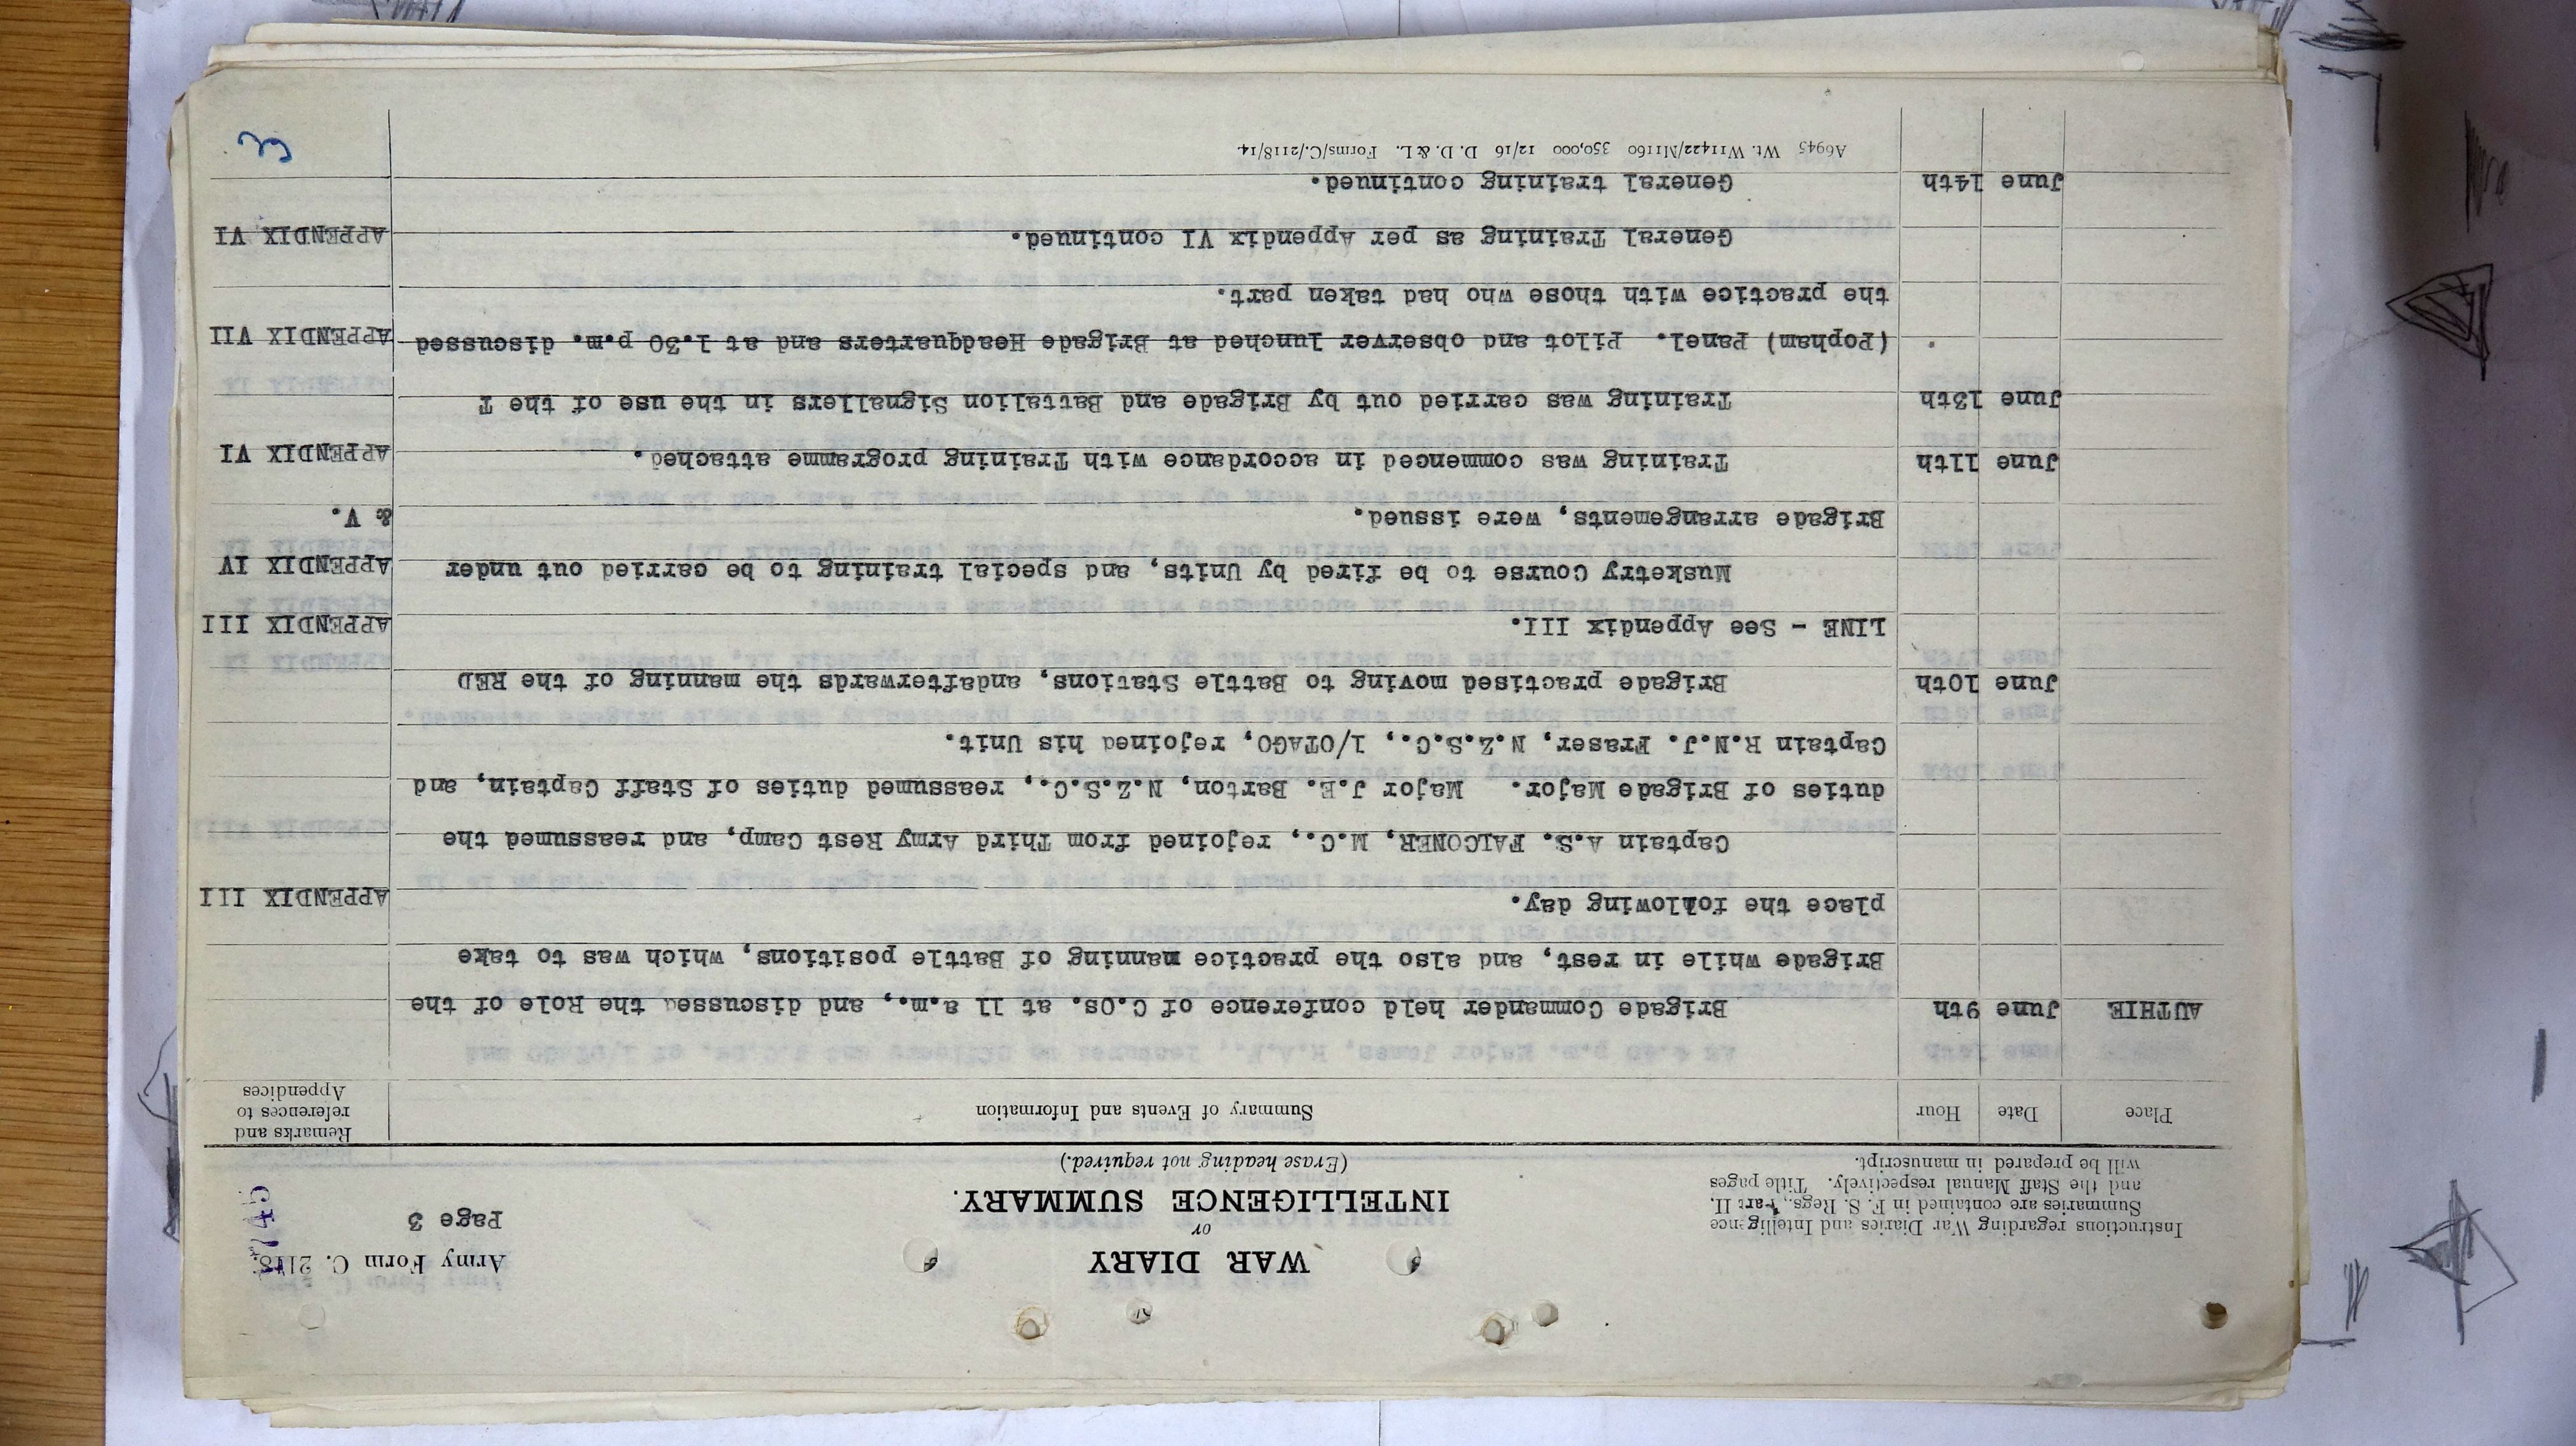 Army Form C. 2118.
Page 3
WAR DIARY
or
INTELLIGENCE SUMMARY.
(Erase heading not required.)
Instructions regarding War Diaries and Intelligence
Summaries are contained in F. S. Regs., Part II.
and the Staff Manual respectively. Title pages
will be prepared in manuscript.
Place Date Hour Summary of Events and Information Remarks and references to Appendices
AUTHIE June 9th Brigade Commander held conference of C.Os. at 11 a.m., and discussed the Role of the
Brigade while in rest, and also the practice manning of Battle positions, which was to take
place the following day. APPENDIX III
Captain A.S. FALCONER, M.C., rejoined from Third Army Rest Camp, and reassumed the
duties of Brigade Major. Major J.E. Barton, N.Z.S.C., reassumed duties of Staff Captain, and
Captain R.N.J. Fraser, N.Z.S.C., 1/OTAGO, rejoined his Unit.
June 10th Brigade practised moving to Battle Stations, andafterwards the manning of the RED
LINE - See Appendix III. APPENDIX III
Musketry Course to be fired by Units, and special training to be carried out under APPENDIX IV
Brigade arrangements, were issued. & V.
June 11th Training was commenced in accordance with Training programme attached. APPENDIX VI
June 13th Training was carried out by Brigade and Battalion Signallers in the use of the T
(Popham) Panel. Pilot and observer lunched at Brigade Headquarters and at 1.30 p.m. discussed APPENDIX VII
the practice with those who had taken part.
General Training as per Appendix VI continued. APPENDIX VI
June 14th General training continued.
A6945 Wt. W11422/M1160 350,000 12/16 D. D. & L. Forms/C./2118/14.
3